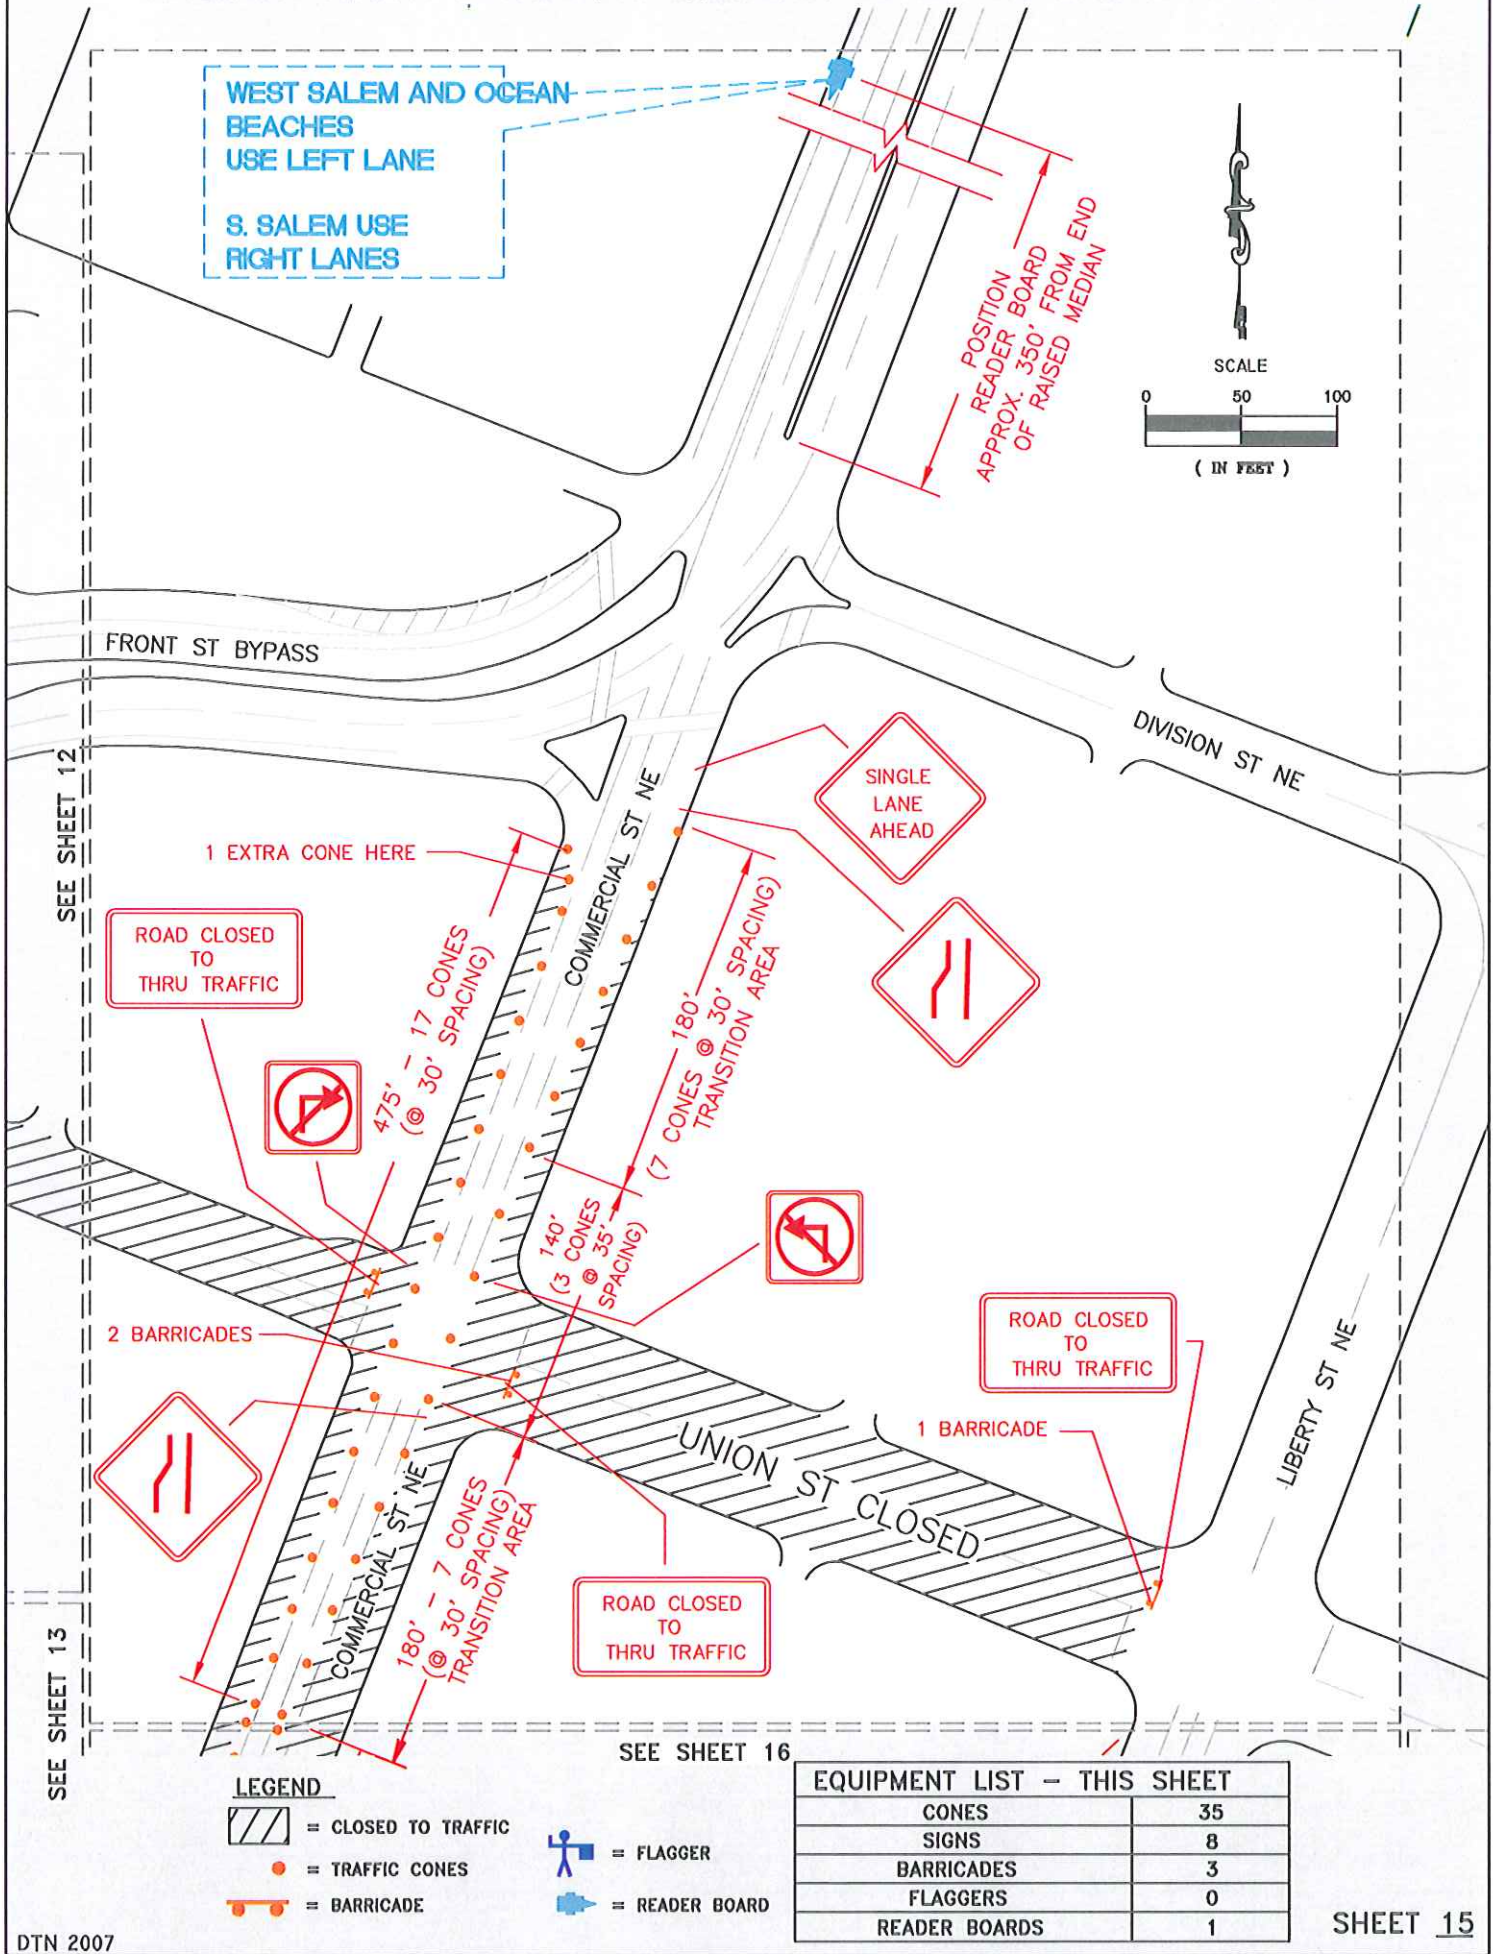 WEST SALEM AND OCEAN
BEACHES
USE LEFT LANE
S. SALEM USE
RIGHT LANES
POSITION
READER BOARD
APPROX. 350' FROM END
OF RAISED MEDIAN
SCALE
0 50 100
( IN FEET )
FRONT ST BYPASS
DIVISION ST NE
SEE SHEET 12
SINGLE
LANE
AHEAD
COMMERCIAL ST NE
1 EXTRA CONE HERE
ROAD CLOSED
TO
THRU TRAFFIC
475' - 17 CONES
(@ 30' SPACING)
180'
(7 CONES @ 30' SPACING)
TRANSITION AREA
140'
(3 CONES
@ 35'
SPACING)
2 BARRICADES
ROAD CLOSED
TO
THRU TRAFFIC
1 BARRICADE
LIBERTY ST NE
UNION ST CLOSED
COMMERCIAL ST NE
180' - 7 CONES
(@ 30' SPACING)
TRANSITION AREA
ROAD CLOSED
TO
THRU TRAFFIC
SEE SHEET 13
SEE SHEET 16
LEGEND
= CLOSED TO TRAFFIC
= TRAFFIC CONES
= BARRICADE
= FLAGGER
= READER BOARD
EQUIPMENT LIST - THIS SHEET
CONES 35
SIGNS 8
BARRICADES 3
FLAGGERS 0
READER BOARDS 1
SHEET 15
DTN 2007